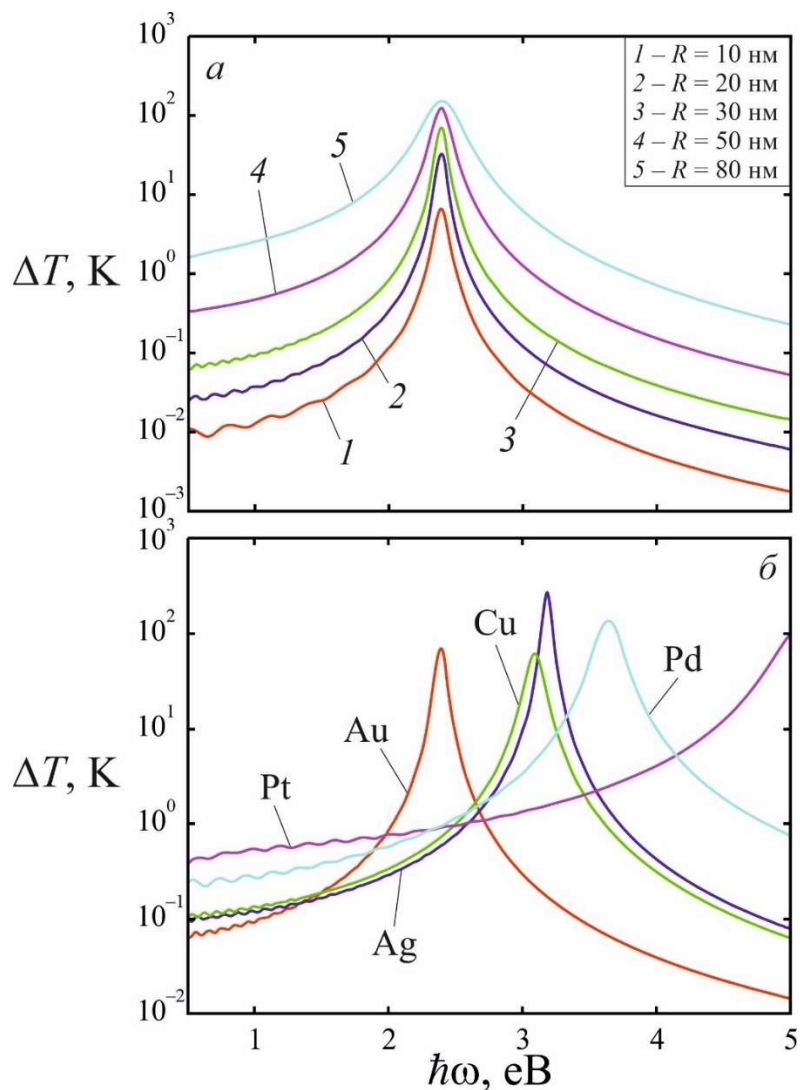 10³
a
1 – R = 10 нм
2 – R = 20 нм
3 – R = 30 нм
4 – R = 50 нм
5 – R = 80 нм
10²
5
4
10¹
ΔT, K
10⁰
10⁻¹
2
3
10⁻²
1
10⁻³
10³
б
Cu
10²
Pd
Au
10¹
ΔT, K
Pt
10⁰
10⁻¹
Ag
10⁻²
1 2 3 4 5
ħω, eB